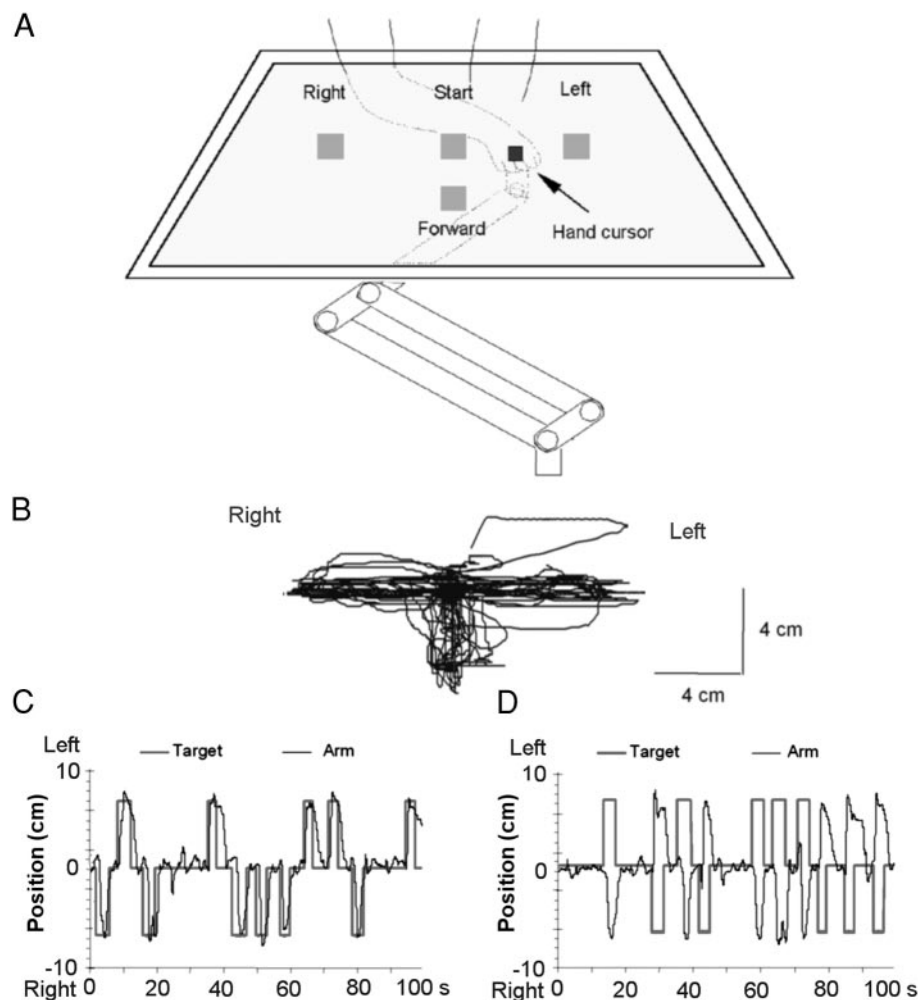 A
Right Start Left
Forward
Hand cursor
B
Right
Left
4 cm
4 cm
C
Left
Target Arm
Position (cm)
10
0
-10
Right 0 20 40 60 80 100 s
D
Left
Target Arm
Position (cm)
10
0
-10
Right 0 20 40 60 80 100 s